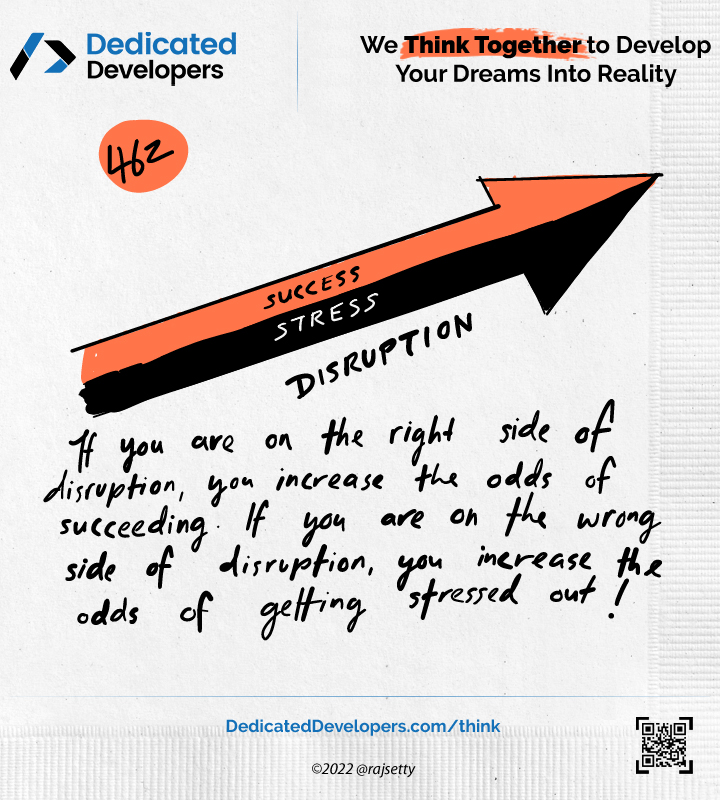 Dedicated
Developers
We Think Together to Develop
Your Dreams Into Reality
462
SUCCESS
STRESS
DISRUPTION
If you are on the right side of
disruption, you increase the odds of
succeeding. If you are on the wrong
side of disruption, you increase the
odds of getting stressed out!
DedicatedDevelopers.com/think
©2022 @rajsetty